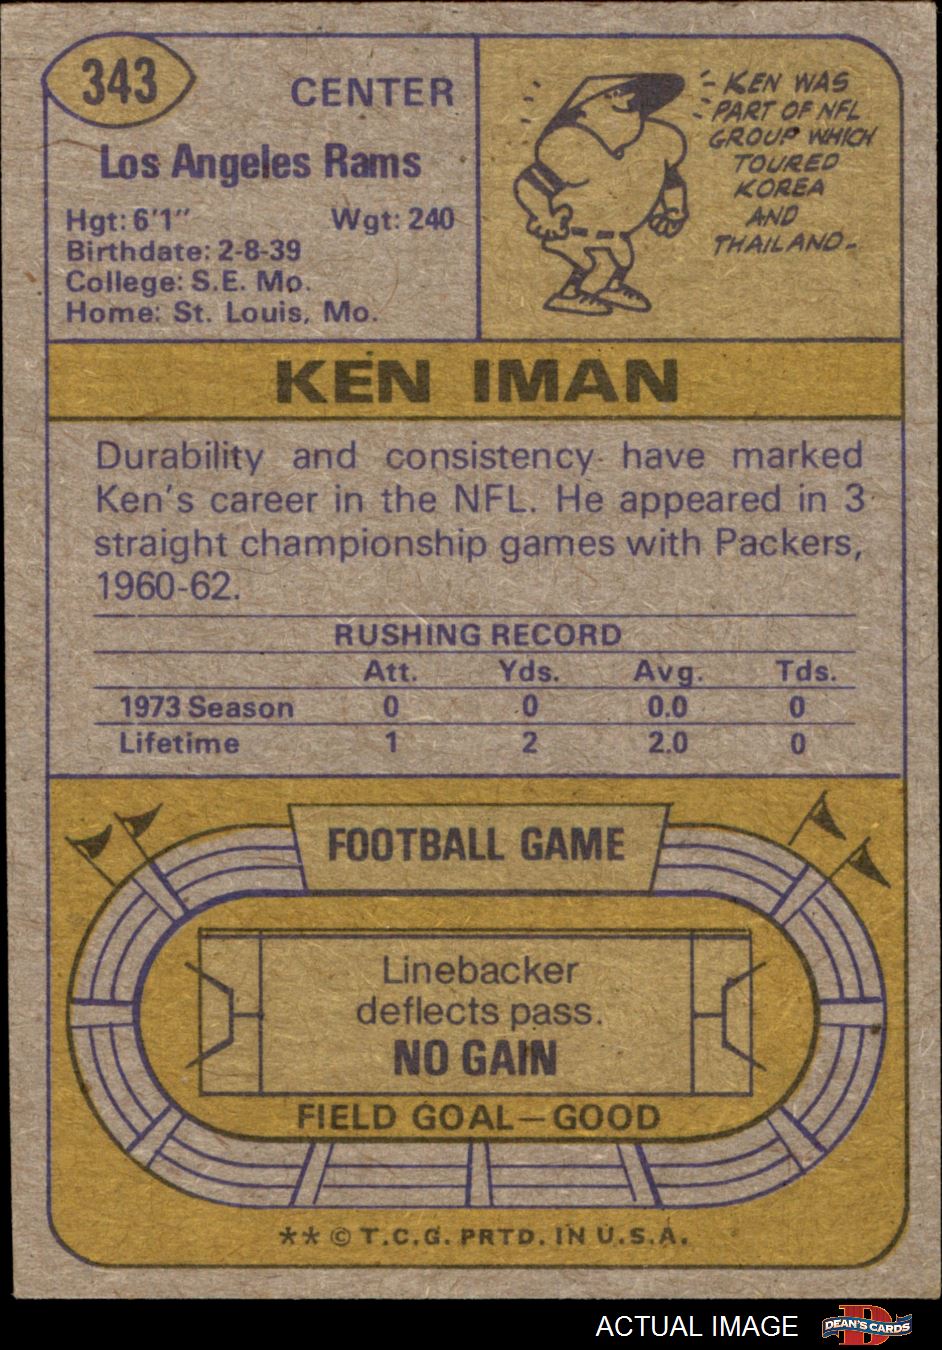 343
CENTER
Los Angeles Rams
Hgt: 6'1" Wgt: 240
Birthdate: 2-8-39
College: S.E. Mo.
Home: St. Louis, Mo.
KEN WAS
PART OF NFL
GROUP WHICH
TOURED
KOREA
AND
THAILAND.
KEN IMAN
Durability and consistency have marked
Ken's career in the NFL. He appeared in 3
straight championship games with Packers,
1960-62.
RUSHING RECORD
Att. Yds. Avg. Tds.
1973 Season 0 0 0.0 0
Lifetime 1 2 2.0 0
FOOTBALL GAME
Linebacker
deflects pass.
NO GAIN
FIELD GOAL—GOOD
** © T.C.G. PRTD. IN U.S.A.
ACTUAL IMAGE
D
DEAN'S CARDS